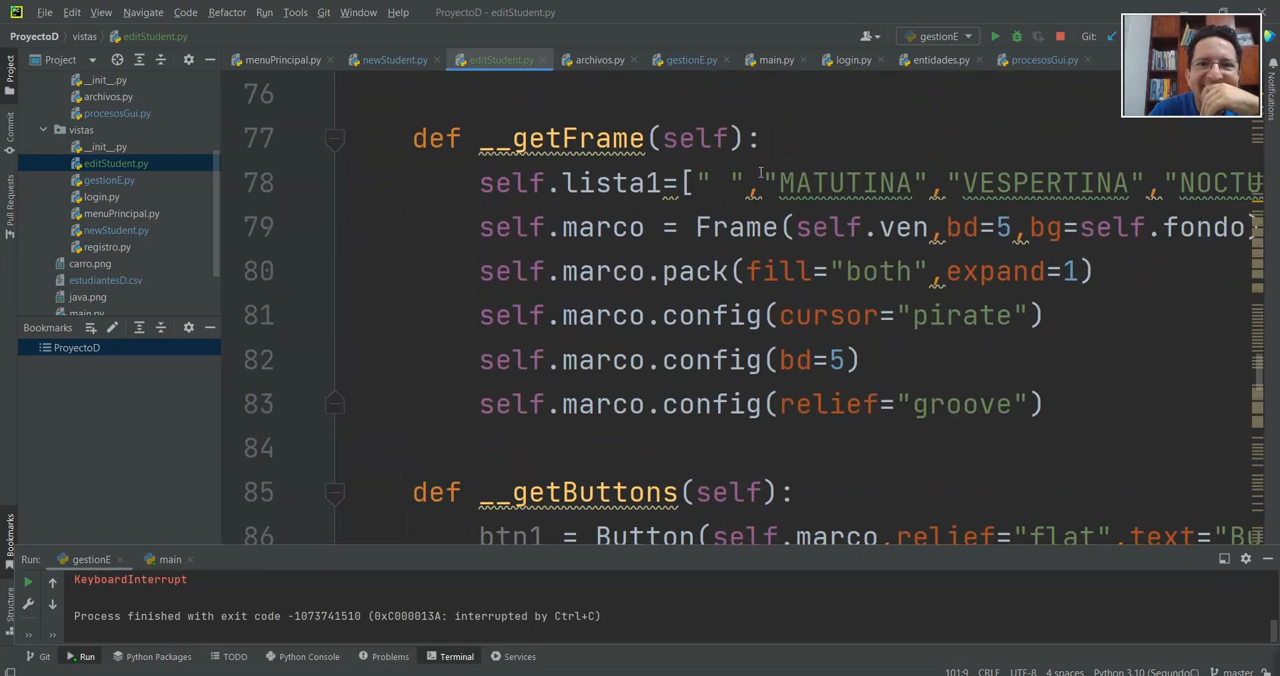 File Edit View Navigate Code Refactor Run Tools Git Window Help ProyectoD - editStudent.py
ProyectoD vistas editStudent.py gestionE Git:
Project menuPrincipal.py newStudent.py editStudent.py archivos.py gestionE.py main.py login.py entidades.py procesosGui.py
Project
Commit
Pull Requests
Notifications
__init__.py
archivos.py
procesosGui.py
vistas
__init__.py
editStudent.py
gestionE.py
login.py
menuPrincipal.py
newStudent.py
registro.py
carro.png
estudiantesD.csv
java.png
main.py
Bookmarks
ProyectoD
76
77 def __getFrame(self):
78 self.lista1=[" ","MATUTINA","VESPERTINA","NOCTU
79 self.marco = Frame(self.ven,bd=5,bg=self.fondo)
80 self.marco.pack(fill="both",expand=1)
81 self.marco.config(cursor="pirate")
82 self.marco.config(bd=5)
83 self.marco.config(relief="groove")
84
85 def __getButtons(self):
86 btn1 = Button(self.marco,relief="flat",text="Bu
Bookmarks
Structure
Run: gestionE main
KeyboardInterrupt
Process finished with exit code -1073741510 (0xC000013A: interrupted by Ctrl+C)
Git Run Python Packages TODO Python Console Problems Terminal Services
101:9 CRLF UTF-8 4 spaces Python 3.10 (SegundoC) master